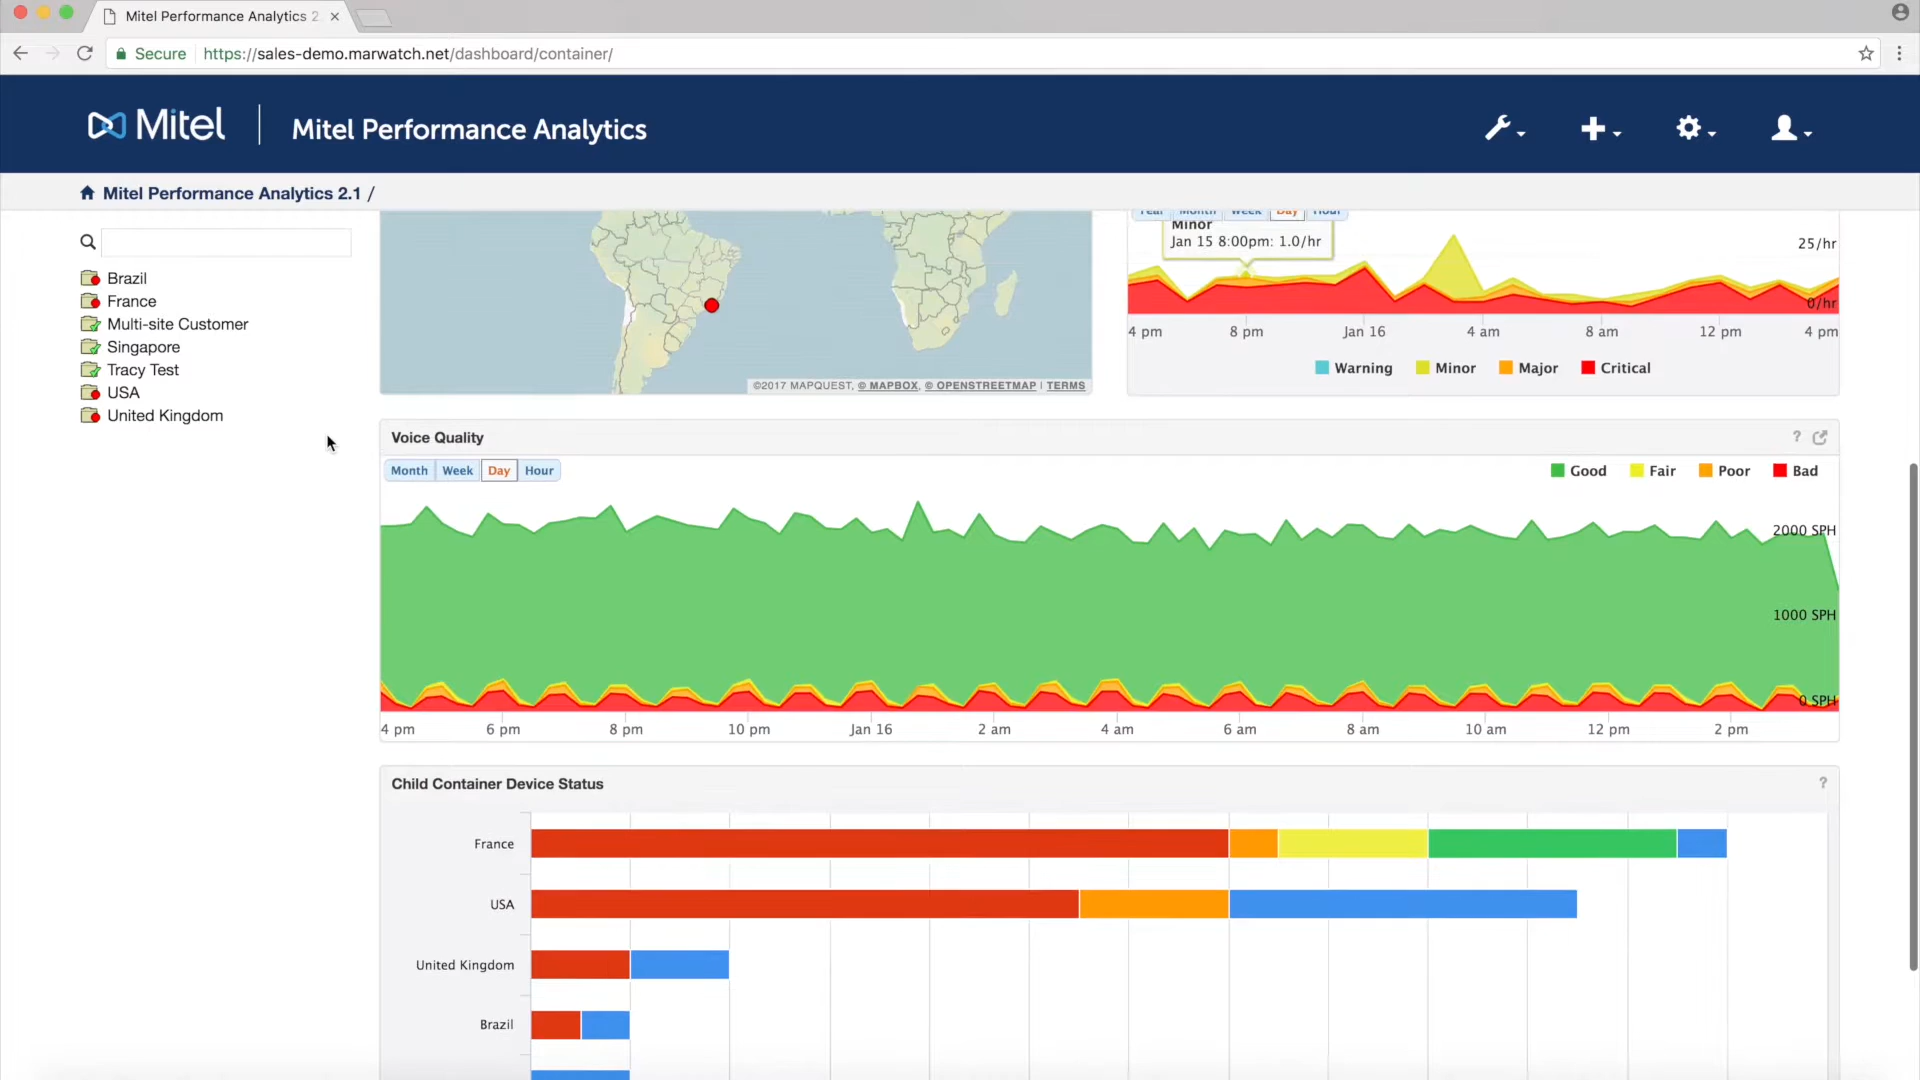 Mitel Performance Analytics 2
Secure
https://sales-demo.marwatch.net/dashboard/container/
Mitel
Mitel Performance Analytics
Mitel Performance Analytics 2.1 /
Brazil
France
Multi-site Customer
Singapore
Tracy Test
USA
United Kingdom
©2017 MAPQUEST, © MAPBOX, © OPENSTREETMAP | TERMS
Year Month Week Day Hour
Minor
Jan 15 8:00pm: 1.0/hr
25/hr
0/hr
4 pm 8 pm Jan 16 4 am 8 am 12 pm 4 pm
Warning Minor Major Critical
Voice Quality ?
Month Week Day Hour
Good Fair Poor Bad
2000 SPH
1000 SPH
0 SPH
4 pm 6 pm 8 pm 10 pm Jan 16 2 am 4 am 6 am 8 am 10 am 12 pm 2 pm
Child Container Device Status ?
France
USA
United Kingdom
Brazil